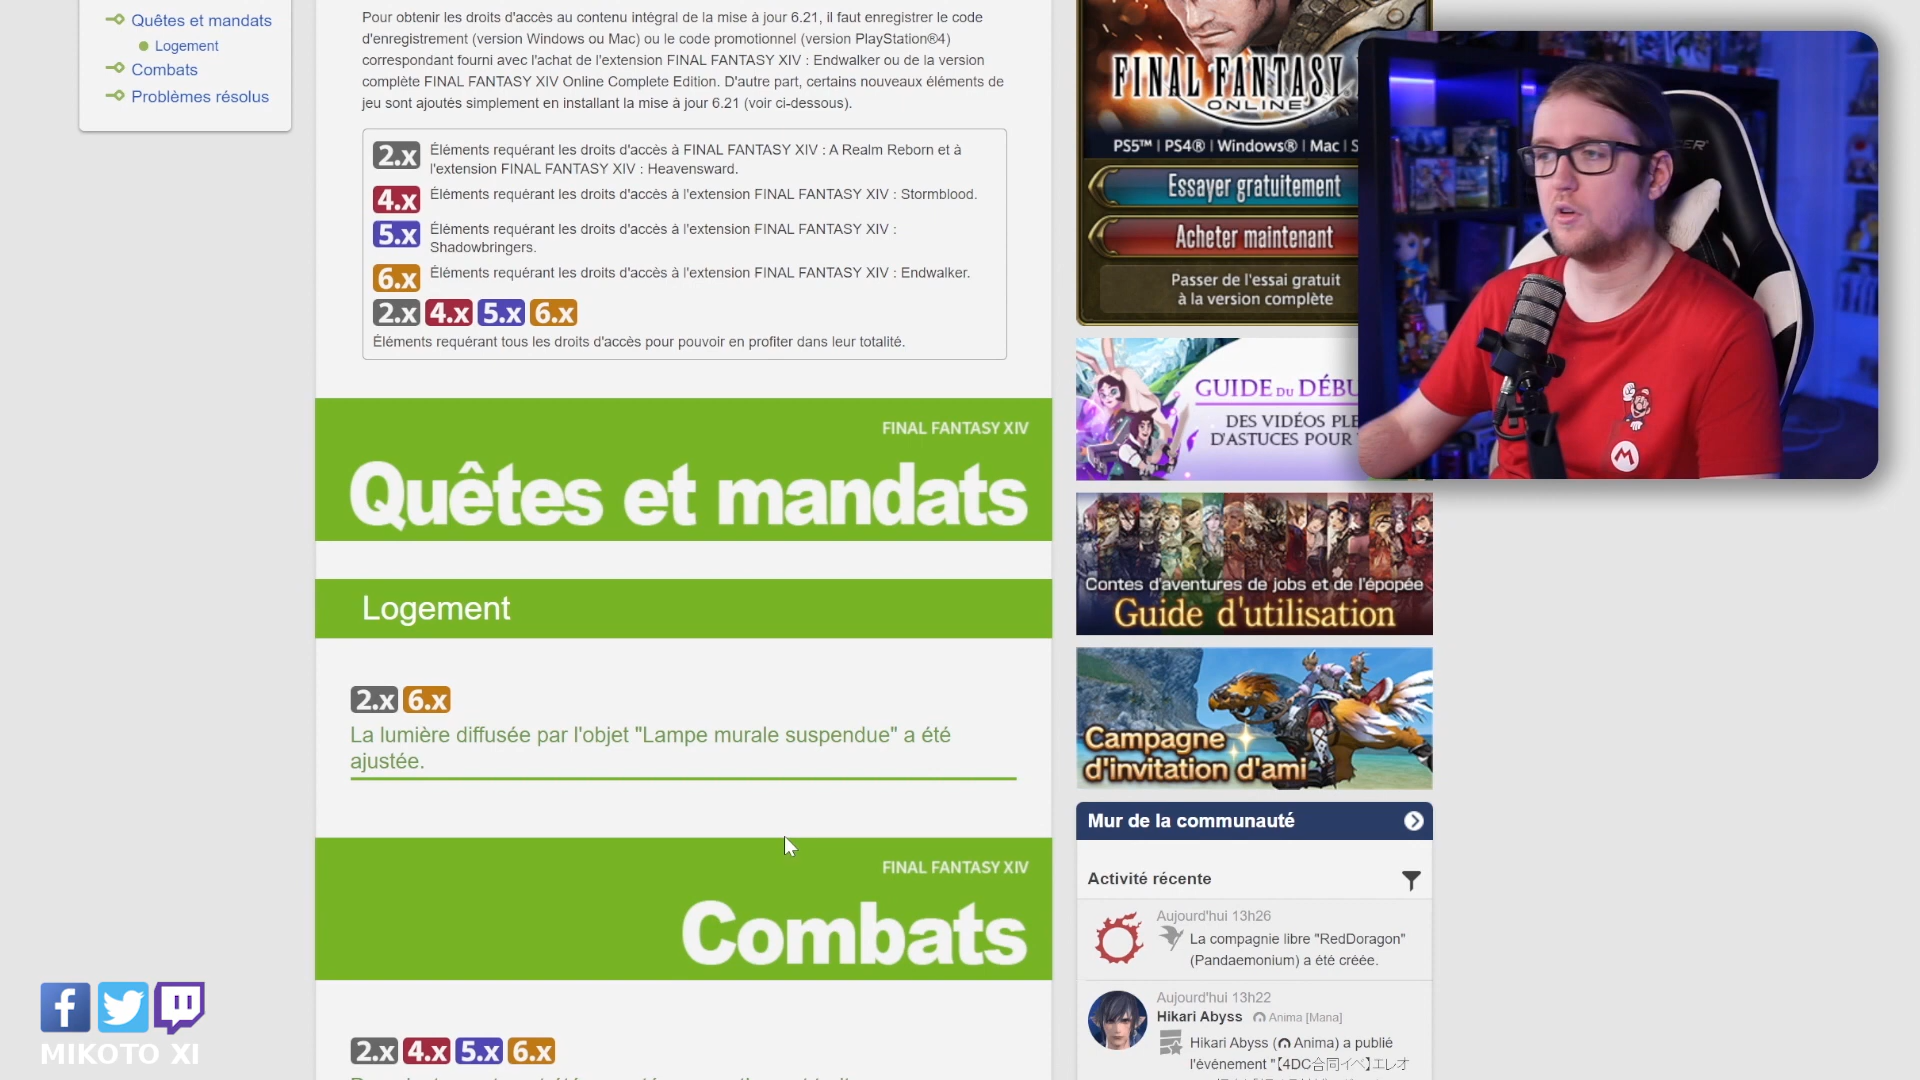 Quêtes et mandats
Logement
Combats
Problèmes résolus
Pour obtenir les droits d'accès au contenu intégral de la mise à jour 6.21, il faut enregistrer le code
d'enregistrement (version Windows ou Mac) ou le code promotionnel (version PlayStation®4)
correspondant fourni avec l'achat de l'extension FINAL FANTASY XIV : Endwalker ou de la version
complète FINAL FANTASY XIV Online Complete Edition. D'autre part, certains nouveaux éléments de
jeu sont ajoutés simplement en installant la mise à jour 6.21 (voir ci-dessous).
2.x Éléments requérant les droits d'accès à FINAL FANTASY XIV : A Realm Reborn et à
l'extension FINAL FANTASY XIV : Heavensward.
4.x Éléments requérant les droits d'accès à l'extension FINAL FANTASY XIV : Stormblood.
5.x Éléments requérant les droits d'accès à l'extension FINAL FANTASY XIV :
Shadowbringers.
6.x Éléments requérant les droits d'accès à l'extension FINAL FANTASY XIV : Endwalker.
2.x 4.x 5.x 6.x
Éléments requérant tous les droits d'accès pour pouvoir en profiter dans leur totalité.
FINAL FANTASY XIV
Quêtes et mandats
Logement
2.x 6.x
La lumière diffusée par l'objet "Lampe murale suspendue" a été
ajustée.
FINAL FANTASY XIV
Combats
2.x 4.x 5.x 6.x
FINAL FANTASY
ONLINE
PS5™ | PS4® | Windows® | Mac | S
Essayer gratuitement
Acheter maintenant
Passer de l'essai gratuit
à la version complète
GUIDE DU DÉBU
DES VIDÉOS PLE
D'ASTUCES POUR
Contes d'aventures de jobs et de l'épopée
Guide d'utilisation
Campagne
d'invitation d'ami
Mur de la communauté
Activité récente
Aujourd'hui 13h26
La compagnie libre "RedDoragon"
(Pandaemonium) a été créée.
Aujourd'hui 13h22
Hikari Abyss Anima [Mana]
Hikari Abyss (Anima) a publié
l'événement "【4DC合同イベ】エレオ
MIKOTO XI